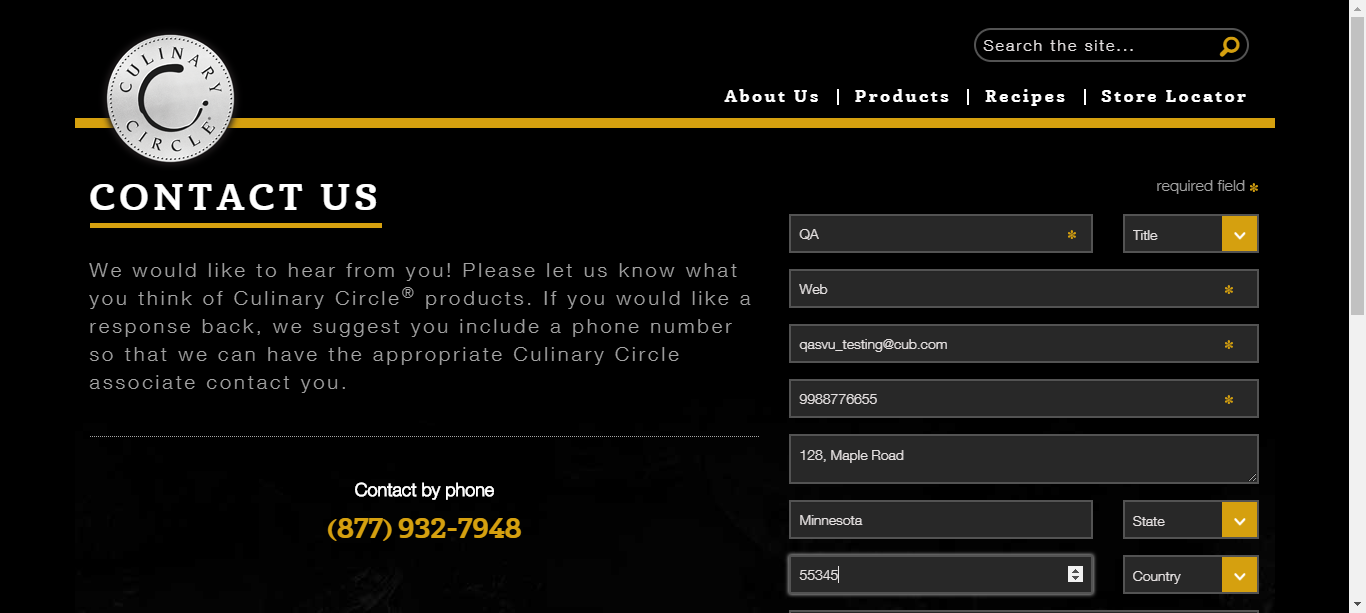 CULINARY
CIRCLE®
Search the site...
About Us | Products | Recipes | Store Locator
CONTACT US
We would like to hear from you! Please let us know what
you think of Culinary Circle® products. If you would like a
response back, we suggest you include a phone number
so that we can have the appropriate Culinary Circle
associate contact you.
Contact by phone
(877) 932-7948
required field *
QA *
Title
Web *
qasvu_testing@cub.com *
9988776655 *
128, Maple Road
Minnesota
State
55345
Country